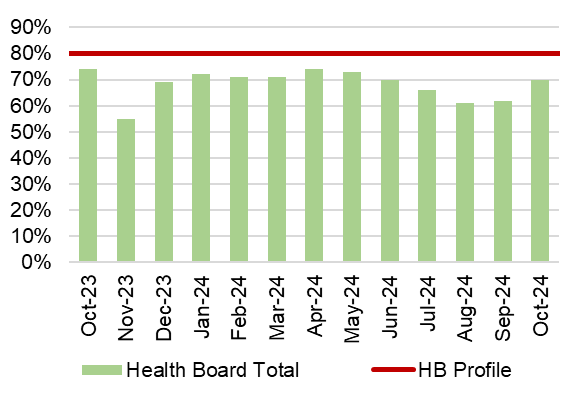 90%
80%
70%
60%
50%
40%
30%
20%
10%
0%
Oct-23
Nov-23
Dec-23
Jan-24
Feb-24
Mar-24
Apr-24
May-24
Jun-24
Jul-24
Aug-24
Sep-24
Oct-24
Health Board Total HB Profile